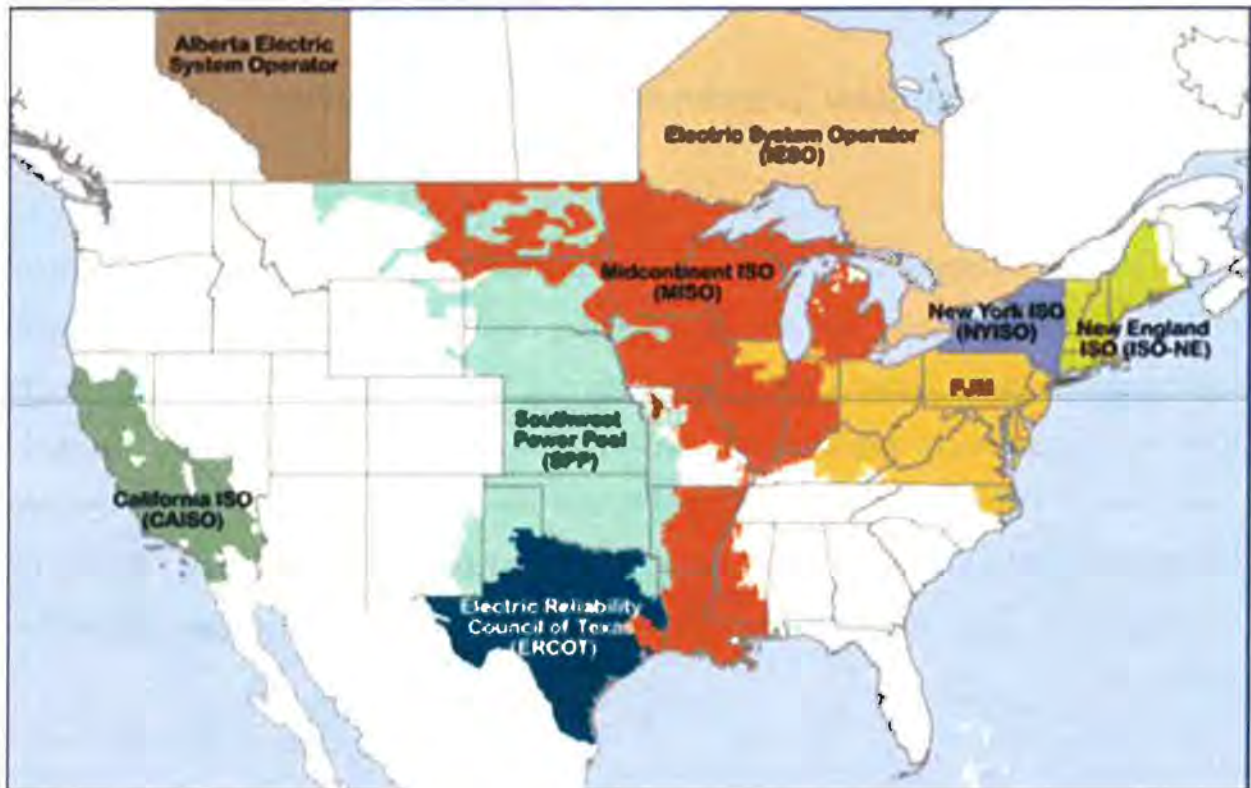 Alberta Electric
System Operator
Electric System Operator
(IESO)
Midcontinent ISO
(MISO)
New York ISO
(NYISO)
New England
ISO (ISO-NE)
PJM
Southwest
Power Pool
(SPP)
California ISO
(CAISO)
Electric Reliability
Council of Texas
(ERCOT)